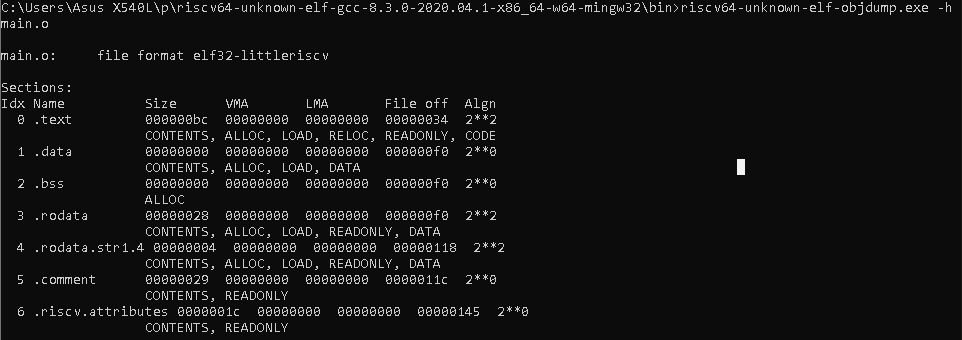 C:\Users\Asus X540L\p\riscv64-unknown-elf-gcc-8.3.0-2020.04.1-x86_64-w64-mingw32\bin>riscv64-unknown-elf-objdump.exe -h
main.o
main.o:     file format elf32-littleriscv
Sections:
Idx Name          Size      VMA       LMA       File off  Algn
  0 .text         000000bc  00000000  00000000  00000034  2**2
                  CONTENTS, ALLOC, LOAD, RELOC, READONLY, CODE
  1 .data         00000000  00000000  00000000  000000f0  2**0
                  CONTENTS, ALLOC, LOAD, DATA
  2 .bss          00000000  00000000  00000000  000000f0  2**0
                  ALLOC
  3 .rodata       00000028  00000000  00000000  000000f0  2**2
                  CONTENTS, ALLOC, LOAD, READONLY, DATA
  4 .rodata.str1.4 00000004  00000000  00000000  00000118  2**2
                  CONTENTS, ALLOC, LOAD, READONLY, DATA
  5 .comment      00000029  00000000  00000000  0000011c  2**0
                  CONTENTS, READONLY
  6 .riscv.attributes 0000001c  00000000  00000000  00000145  2**0
                  CONTENTS, READONLY